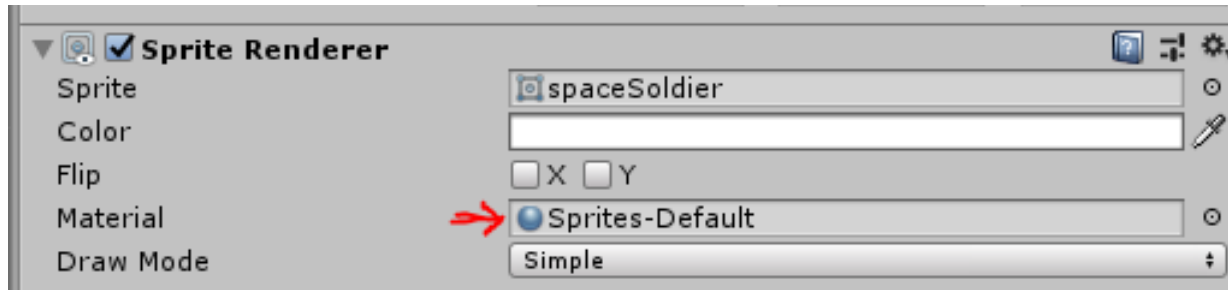 Sprite Renderer
Sprite spaceSoldier
Color
Flip X Y
Material Sprites-Default
Draw Mode Simple